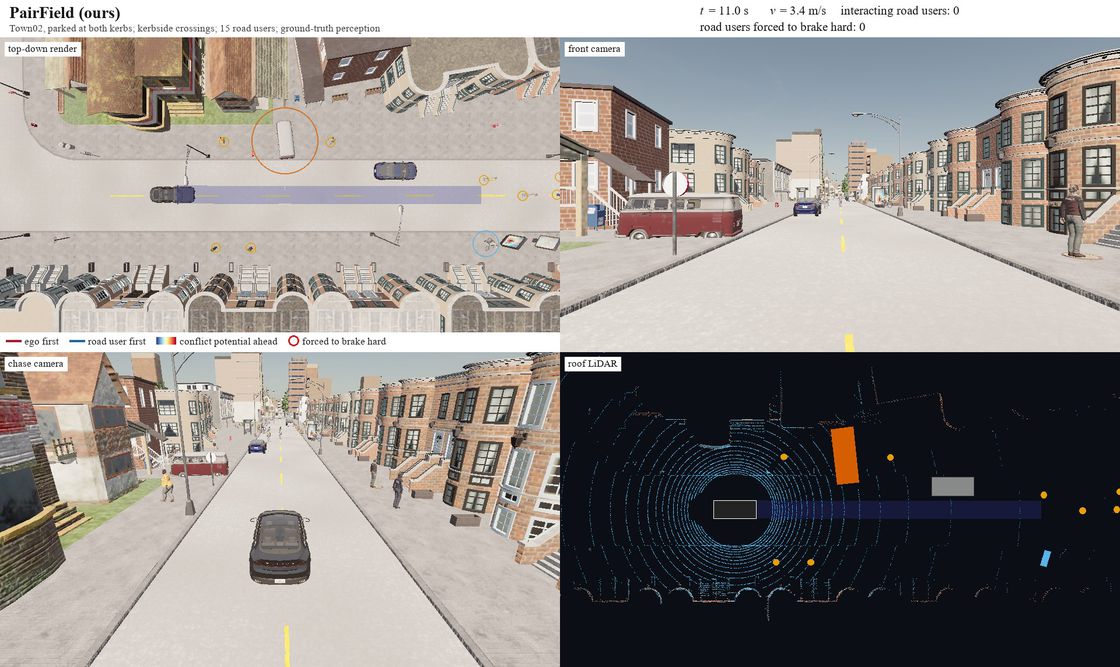 PairField (ours)
Town02, parked at both kerbs; kerbside crossings; 15 road users; ground-truth perception
t = 11.0 s v = 3.4 m/s interacting road users: 0
road users forced to brake hard: 0
top-down render
front camera
ego first road user first conflict potential ahead forced to brake hard
chase camera
roof LiDAR